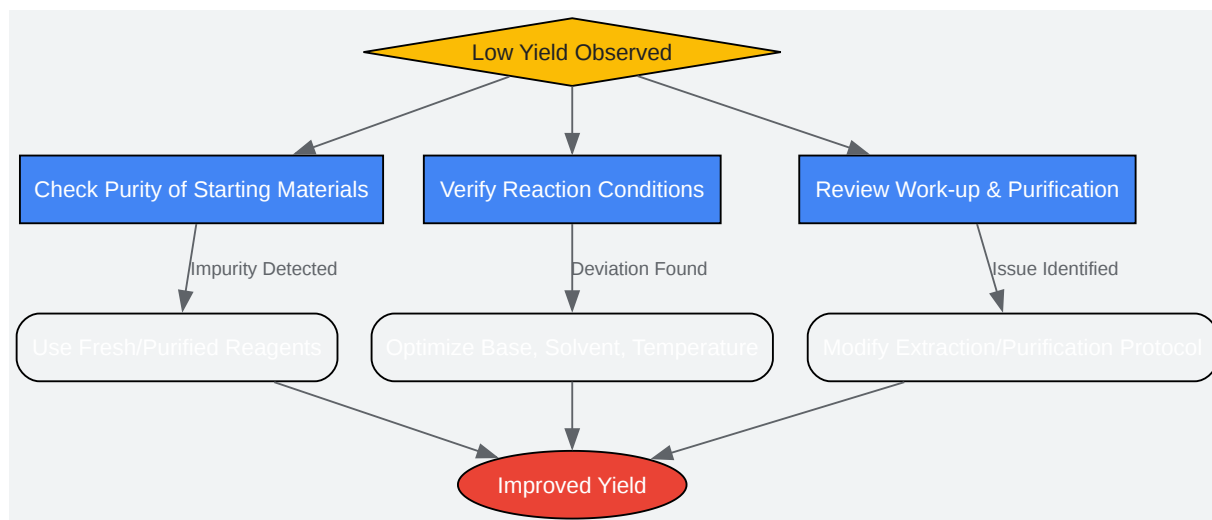 Low Yield Observed
Check Purity of Starting Materials
Verify Reaction Conditions
Review Work-up & Purification
Impurity Detected
Deviation Found
Issue Identified
Use Fresh/Purified Reagents
Optimize Base, Solvent, Temperature
Modify Extraction/Purification Protocol
Improved Yield